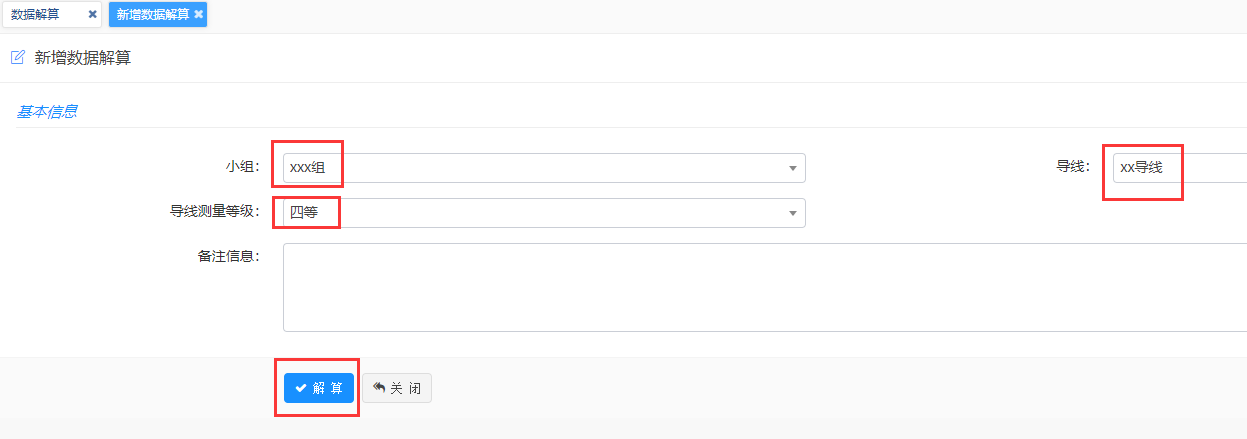 数据解算 新增数据解算
新增数据解算
基本信息
小组: xxx组 导线: xx导线
导线测量等级: 四等
备注信息:
解 算 关 闭